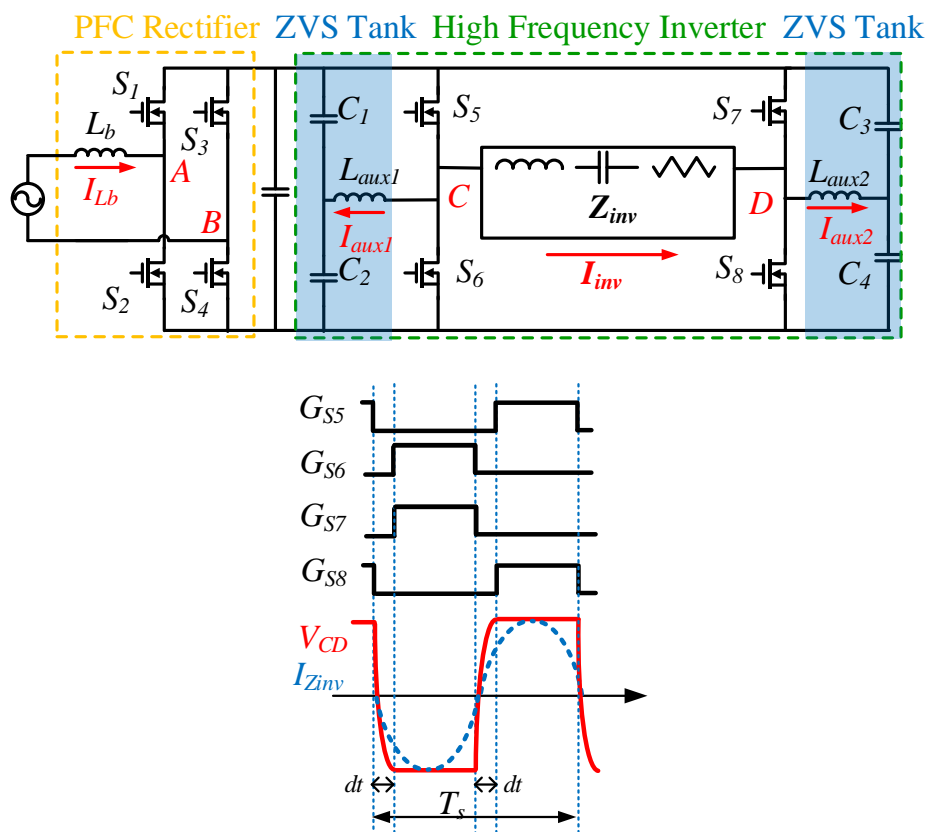 PFC Rectifier ZVS Tank High Frequency Inverter ZVS Tank
S1
S3
S5
S7
C1
C3
Lb
Laux1
Laux2
A
C
Zinv
D
ILb
B
Iaux1
Iaux2
C2
S6
S8
C4
S2
S4
Iinv
GS5
GS6
GS7
GS8
VCD
IZinv
dt
dt
Ts